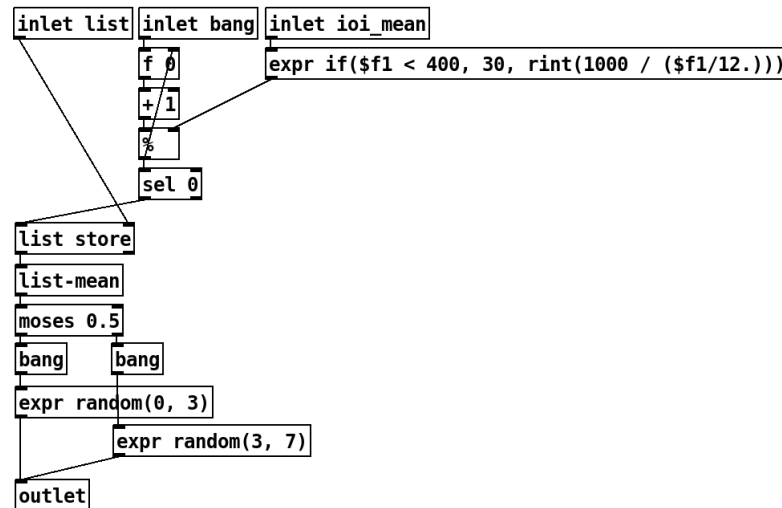 inlet list
inlet bang
inlet ioi_mean
f 0
expr if($f1 < 400, 30, rint(1000 / ($f1/12.)))
+ 1
%
sel 0
list store
list-mean
moses 0.5
bang
bang
expr random(0, 3)
expr random(3, 7)
outlet